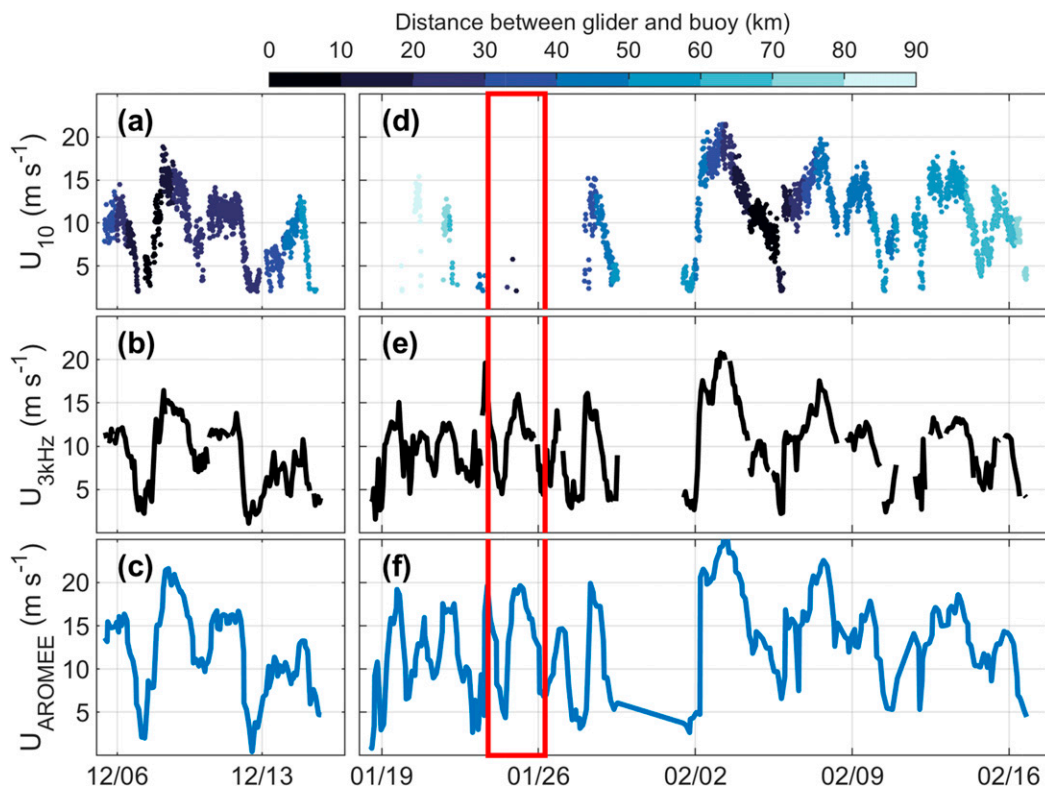 Distance between glider and buoy (km)
0 10 20 30 40 50 60 70 80 90
(a) (d)
U10 (m s-1)
20
15
10
5
(b) (e)
U3kHz (m s-1)
20
15
10
5
(c) (f)
UAROMEE (m s-1)
20
15
10
5
12/06 12/13 01/19 01/26 02/02 02/09 02/16